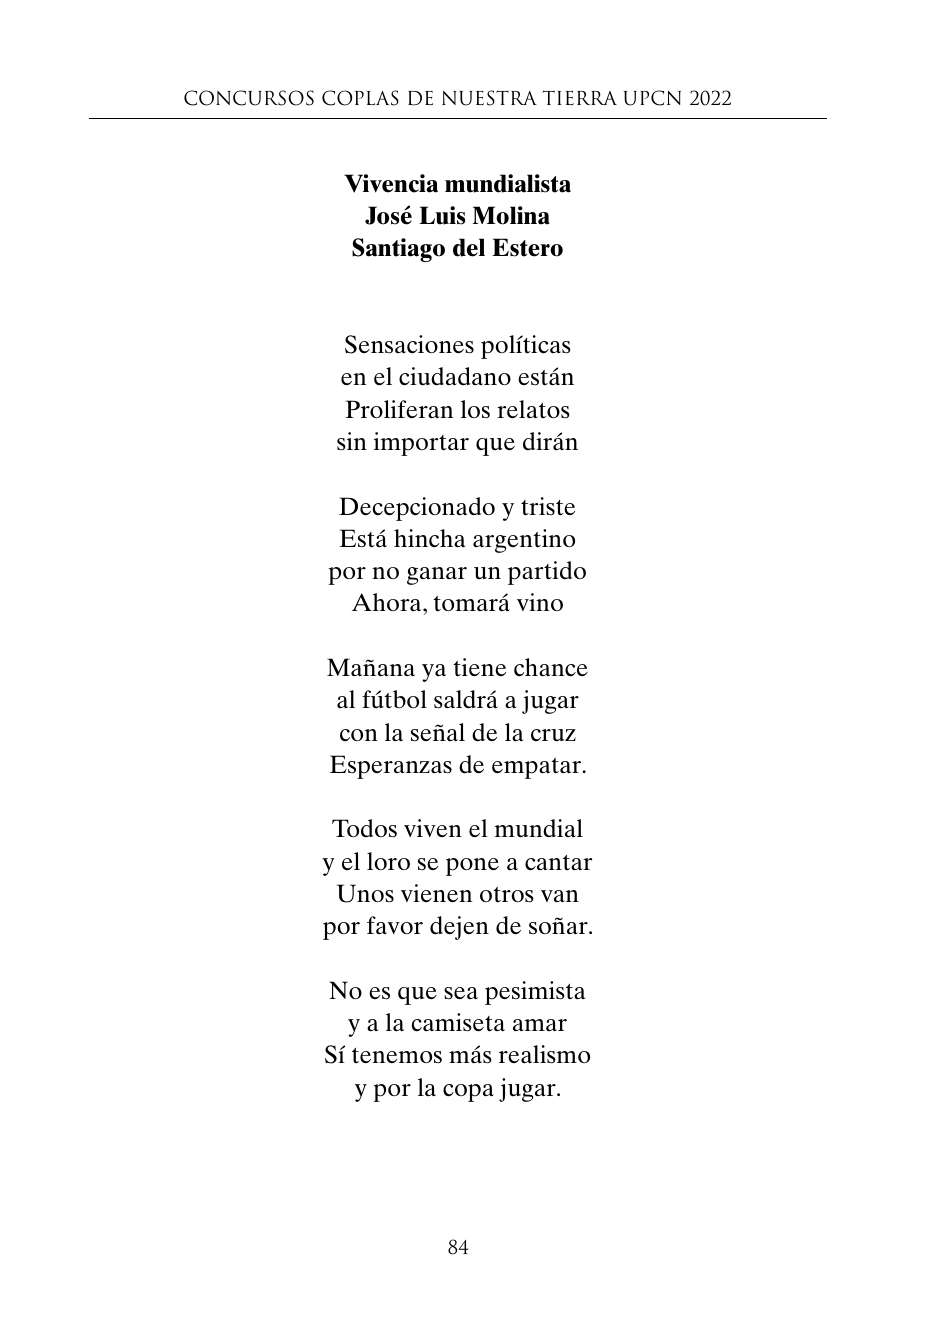 CONCURSOS COPLAS DE NUESTRA TIERRA UPCN 2022
Vivencia mundialista
José Luis Molina
Santiago del Estero
Sensaciones políticas
en el ciudadano están
Proliferan los relatos
sin importar que dirán
Decepcionado y triste
Está hincha argentino
por no ganar un partido
Ahora, tomará vino
Mañana ya tiene chance
al fútbol saldrá a jugar
con la señal de la cruz
Esperanzas de empatar.
Todos viven el mundial
y el loro se pone a cantar
Unos vienen otros van
por favor dejen de soñar.
No es que sea pesimista
y a la camiseta amar
Sí tenemos más realismo
y por la copa jugar.
84